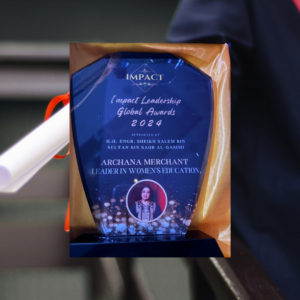 IMPACT
Empact Leadership
Global Awards
2024
PRESENTED BY
H.H. ENGR. SHEIKH SALEM BIN
SULTAN BIN SAQR AL-QASIMI
ARCHANA MERCHANT
LEADER IN WOMEN'S EDUCATION